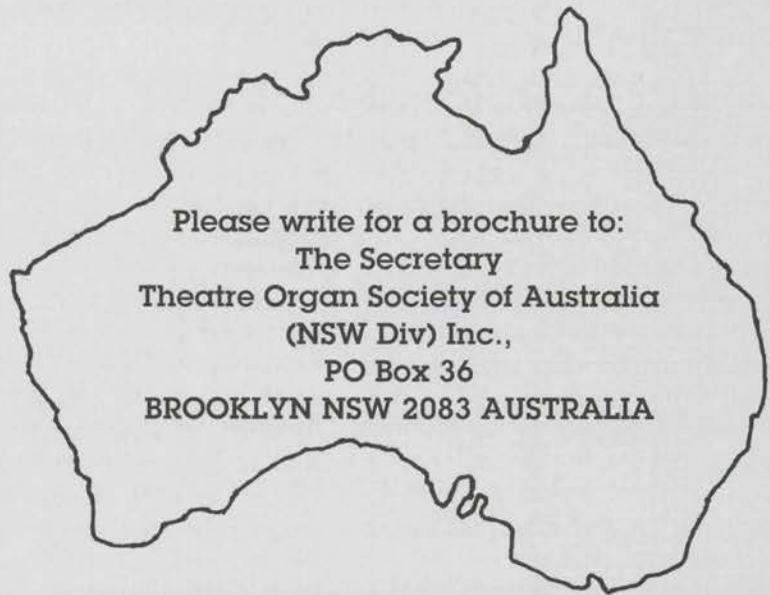 Please write for a brochure to:
The Secretary
Theatre Organ Society of Australia
(NSW Div) Inc.,
PO Box 36
BROOKLYN NSW 2083 AUSTRALIA